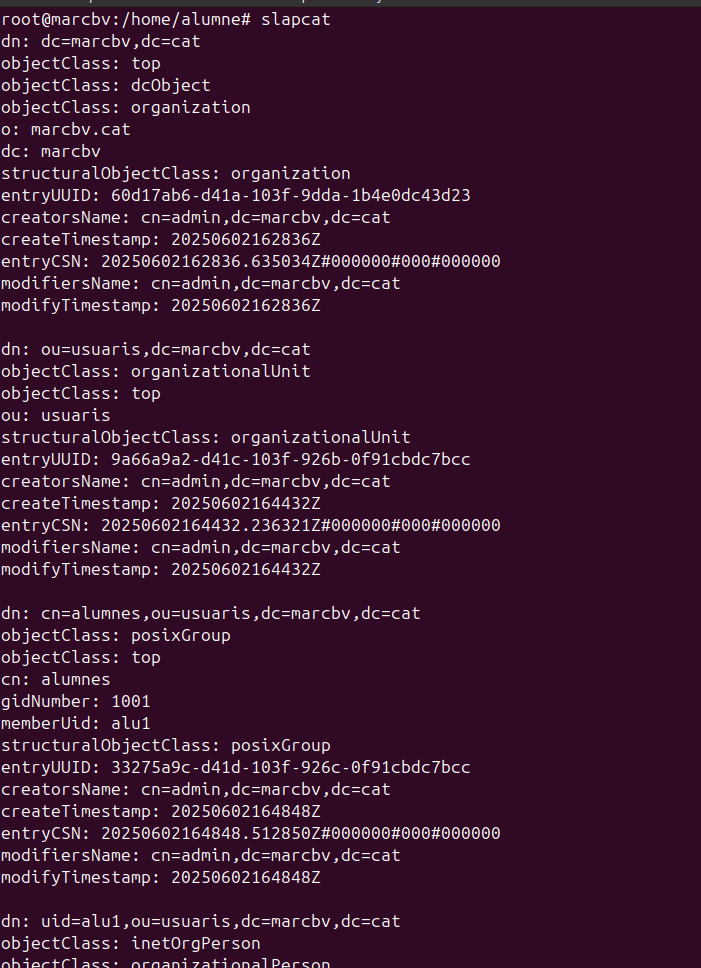 root@marcbv:/home/alumne# slapcat
dn: dc=marcbv,dc=cat
objectClass: top
objectClass: dcObject
objectClass: organization
o: marcbv.cat
dc: marcbv
structuralObjectClass: organization
entryUUID: 60d17ab6-d41a-103f-9dda-1b4e0dc43d23
creatorsName: cn=admin,dc=marcbv,dc=cat
createTimestamp: 20250602162836Z
entryCSN: 20250602162836.635034Z#000000#000#000000
modifiersName: cn=admin,dc=marcbv,dc=cat
modifyTimestamp: 20250602162836Z

dn: ou=usuaris,dc=marcbv,dc=cat
objectClass: organizationalUnit
objectClass: top
ou: usuaris
structuralObjectClass: organizationalUnit
entryUUID: 9a66a9a2-d41c-103f-926b-0f91cbdc7bcc
creatorsName: cn=admin,dc=marcbv,dc=cat
createTimestamp: 20250602164432Z
entryCSN: 20250602164432.236321Z#000000#000#000000
modifiersName: cn=admin,dc=marcbv,dc=cat
modifyTimestamp: 20250602164432Z

dn: cn=alumnes,ou=usuaris,dc=marcbv,dc=cat
objectClass: posixGroup
objectClass: top
cn: alumnes
gidNumber: 1001
memberUid: alu1
structuralObjectClass: posixGroup
entryUUID: 33275a9c-d41d-103f-926c-0f91cbdc7bcc
creatorsName: cn=admin,dc=marcbv,dc=cat
createTimestamp: 20250602164848Z
entryCSN: 20250602164848.512850Z#000000#000#000000
modifiersName: cn=admin,dc=marcbv,dc=cat
modifyTimestamp: 20250602164848Z

dn: uid=alu1,ou=usuaris,dc=marcbv,dc=cat
objectClass: inetOrgPerson
objectClass: organizationalPerson